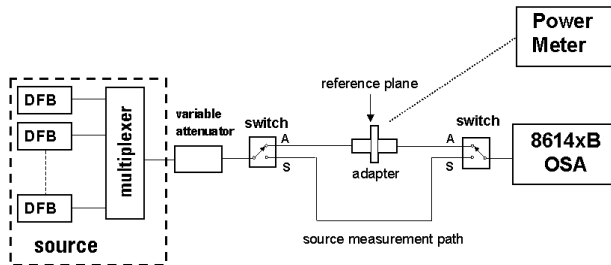 Power
Meter
DFB
DFB
DFB
multiplexer
source
variable
attenuator
switch
A
S
reference plane
adapter
source measurement path
A
S
switch
8614xB
OSA